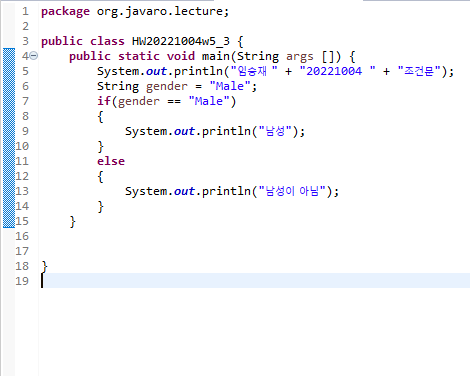 1 package org.javaro.lecture;
2
3 public class HW20221004w5_3 {
4 public static void main(String args []) {
5 System.out.println("임승재 " + "20221004 " + "조건문");
6 String gender = "Male";
7 if(gender == "Male")
8 {
9 System.out.println("남성");
10 }
11 else
12 {
13 System.out.println("남성이 아님");
14 }
15 }
16
17
18 }
19